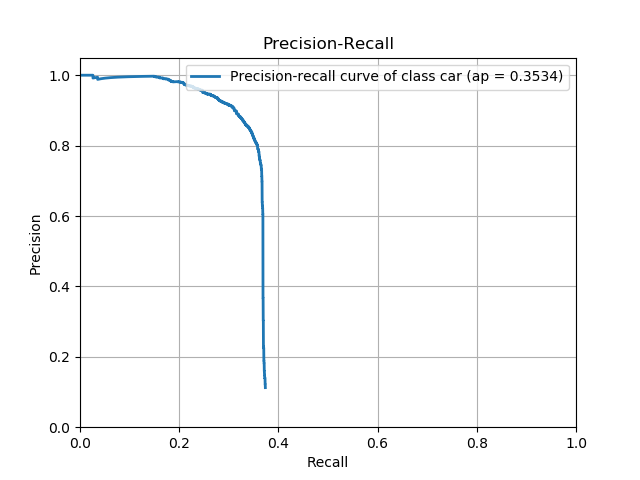 Precision-Recall
Precision-recall curve of class car (ap = 0.3534)
1.0
0.8
0.6
0.4
0.2
0.0
Precision
0.0 0.2 0.4 0.6 0.8 1.0
Recall